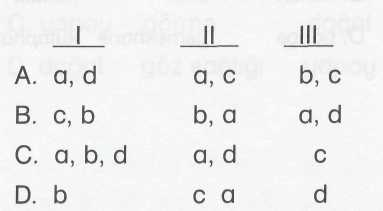 I II III
A. a, d a, c b, c
B. c, b b, a a, d
C. a, b, d a, d c
D. b c a d